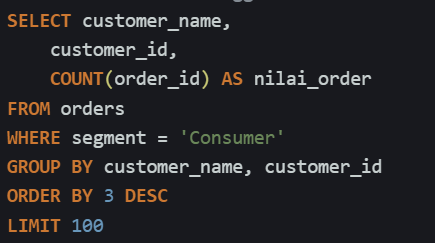 SELECT customer_name,
    customer_id,
    COUNT(order_id) AS nilai_order
FROM orders
WHERE segment = 'Consumer'
GROUP BY customer_name, customer_id
ORDER BY 3 DESC
LIMIT 100